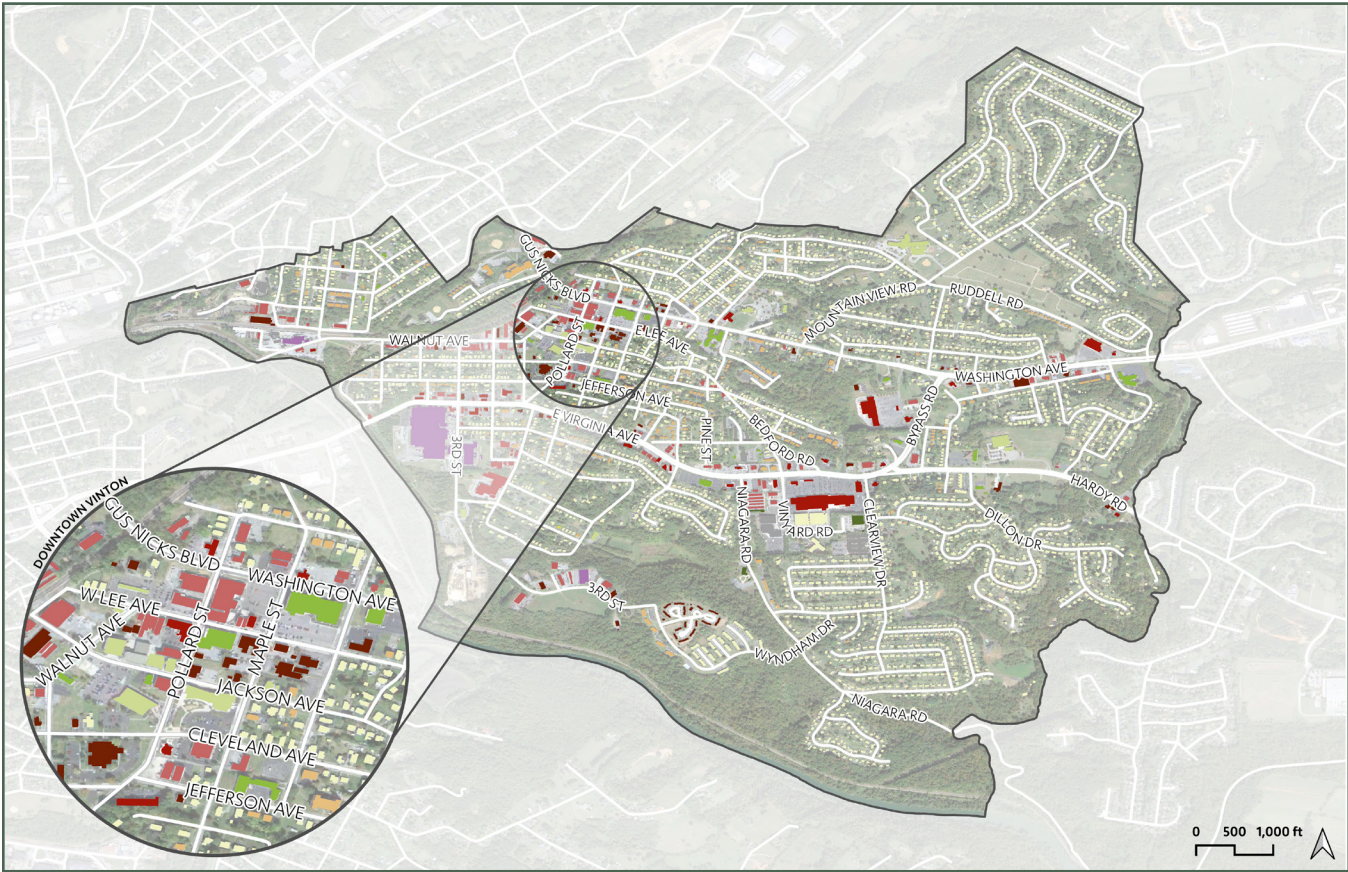 GUS NICKS BLVD
MOUNTAIN VIEW RD
RUDDELL RD
WALNUT AVE
POLLARD ST
E LEE AVE
WASHINGTON AVE
JEFFERSON AVE
E VIRGINIA AVE
3RD ST
PINE ST
BEDFORD RD
BYPASS RD
HARDY RD
NIAGARA RD
VINYARD RD
CLEARVIEW DR
DILLON DR
3RD ST
WYNDHAM DR
NIAGARA RD
DOWNTOWN VINTON
GUS NICKS BLVD
WASHINGTON AVE
W LEE AVE
WALNUT AVE
POLLARD ST
MAPLE ST
JACKSON AVE
CLEVELAND AVE
JEFFERSON AVE
0 500 1,000 ft